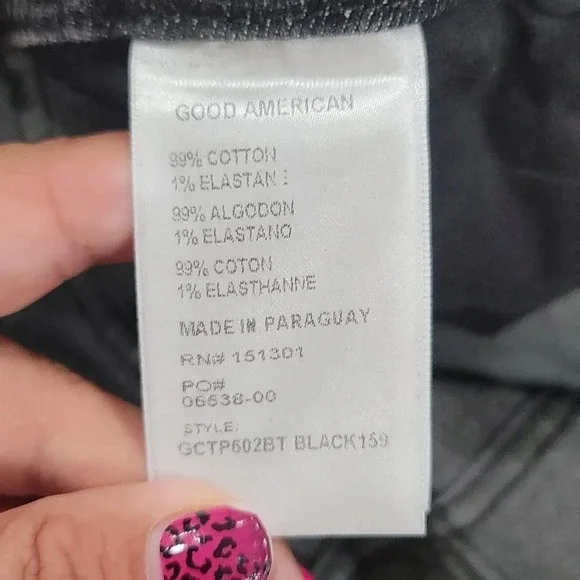 GOOD AMERICAN
99% COTTON
1% ELASTAN
99% ALGODON
1% ELASTANO
99% COTON
1% ELASTHANNE
MADE IN PARAGUAY
RN# 151301
PO#
06538-00
STYLE:
GCTP602BT BLACK159